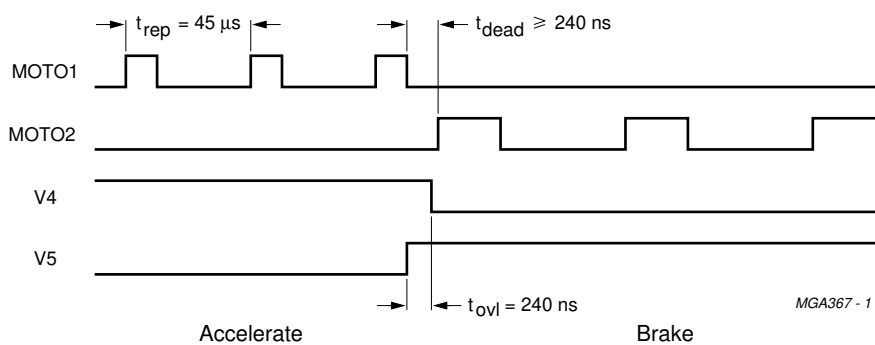 t_rep = 45 μs
t_dead ≥ 240 ns
MOTO1
MOTO2
V4
V5
t_ovl = 240 ns
MGA367 - 1
Accelerate
Brake